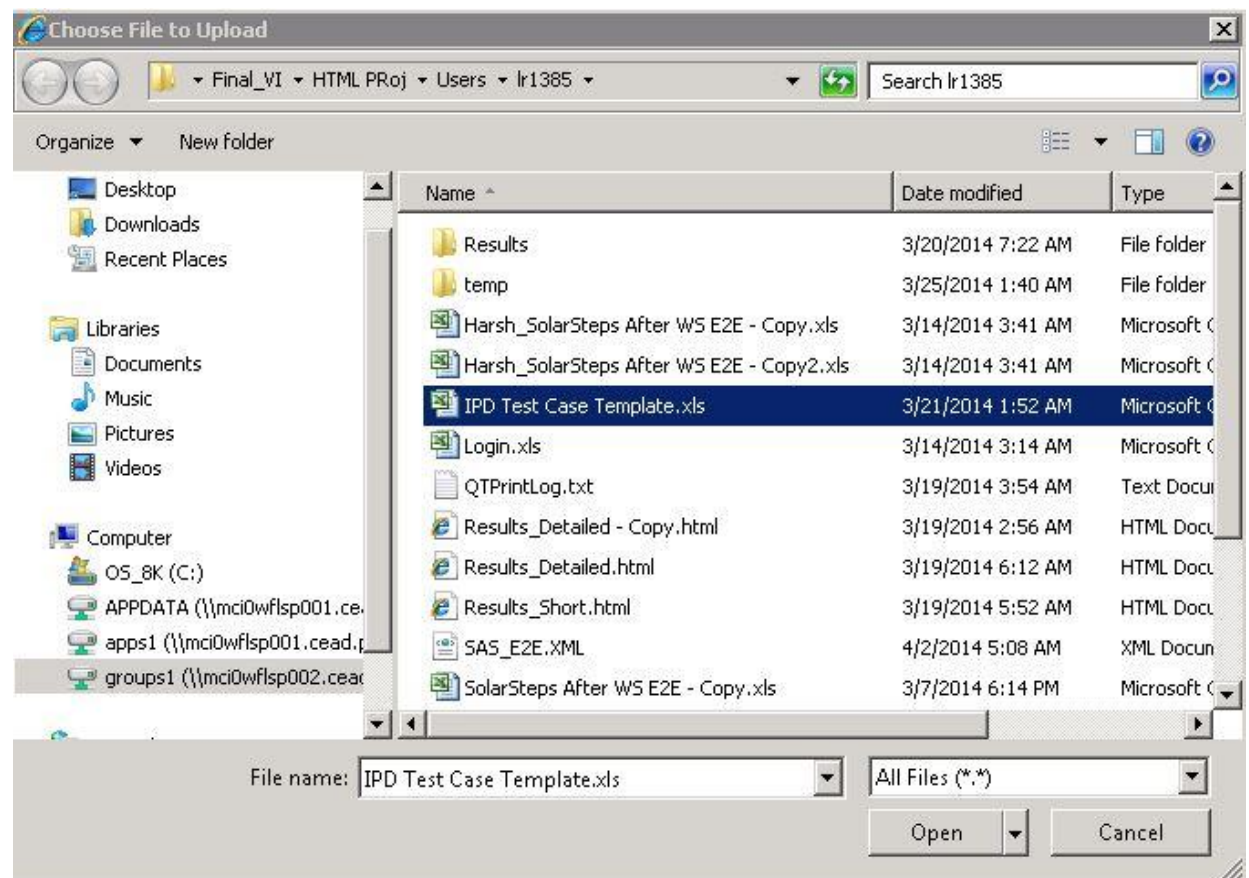 Choose File to Upload
Final_VI HTML PRoj Users lr1385
Search lr1385
Organize New folder
Desktop
Downloads
Recent Places
Libraries
Documents
Music
Pictures
Videos
Computer
OS_8K (C:)
APPDATA (\\mci0wflsp001.ce
apps1 (\\mci0wflsp001.cead.p
groups1 (\\mci0wflsp002.cead
Name Date modified Type
Results 3/20/2014 7:22 AM File folder
temp 3/25/2014 1:40 AM File folder
Harsh_SolarSteps After WS E2E - Copy.xls 3/14/2014 3:41 AM Microsoft
Harsh_SolarSteps After WS E2E - Copy2.xls 3/14/2014 3:41 AM Microsoft
IPD Test Case Template.xls 3/21/2014 1:52 AM Microsoft
Login.xls 3/14/2014 3:14 AM Microsoft
QTPrintLog.txt 3/19/2014 3:54 AM Text Docu
Results_Detailed - Copy.html 3/19/2014 2:56 AM HTML Docu
Results_Detailed.html 3/19/2014 6:12 AM HTML Docu
Results_Short.html 3/19/2014 5:52 AM HTML Docu
SAS_E2E.XML 4/2/2014 5:08 AM XML Docum
SolarSteps After WS E2E - Copy.xls 3/7/2014 6:14 PM Microsoft
File name: IPD Test Case Template.xls All Files (*.*)
Open Cancel